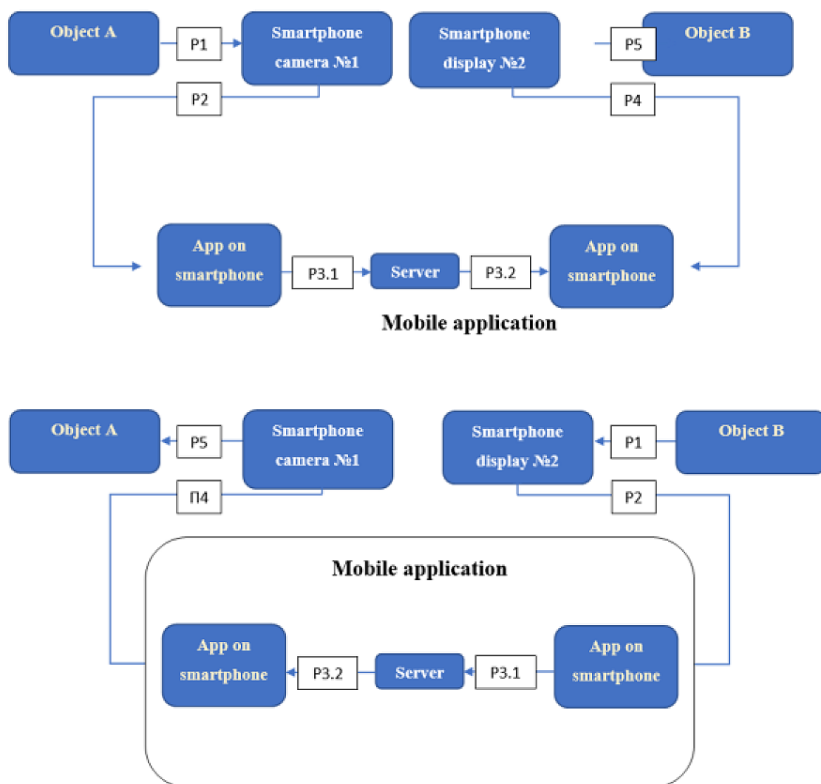 Object A
P1
Smartphone
camera №1
Smartphone
display №2
P5
Object B
P2
P4
App on
smartphone
P3.1
Server
P3.2
App on
smartphone
Mobile application
Object A
P5
Smartphone
camera №1
Smartphone
display №2
P1
Object B
П4
P2
Mobile application
App on
smartphone
P3.2
Server
P3.1
App on
smartphone